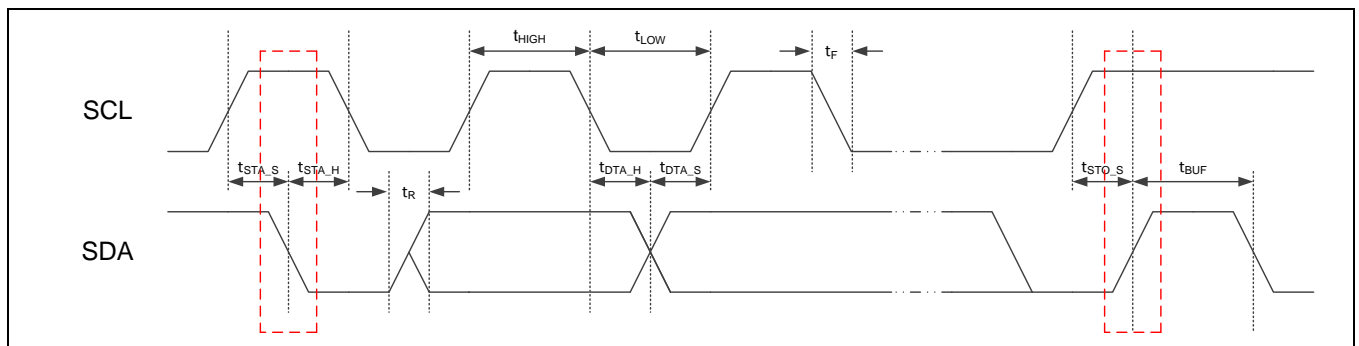 tHIGH tLOW tF
SCL
tSTA_S tSTA_H tR tDTA_H tDTA_S tSTO_S tBUF
SDA